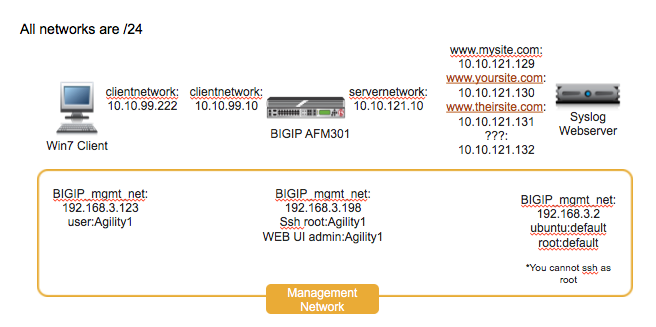 All networks are /24
clientnetwork:
10.10.99.222
Win7 Client
clientnetwork:
10.10.99.10
BIGIP AFM301
servernetwork:
10.10.121.10
www.mysite.com:
10.10.121.129
www.yoursite.com:
10.10.121.130
www.theirsite.com:
10.10.121.131
???:
10.10.121.132
Syslog
Webserver
BIGIP_mgmt_net:
192.168.3.123
user:Agility1
BIGIP_mgmt_net:
192.168.3.198
Ssh root:Agility1
WEB UI admin:Agility1
BIGIP_mgmt_net:
192.168.3.2
ubuntu:default
root:default
*You cannot ssh as
root
Management
Network